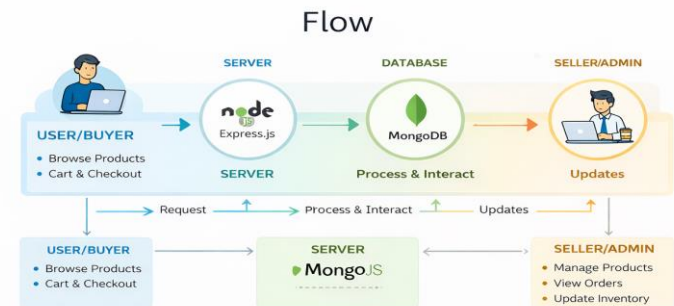 Flow
SERVER
DATABASE
SELLER/ADMIN
node
JS
Express.js
MongoDB
USER/BUYER
• Browse Products
• Cart & Checkout
SERVER
Process & Interact
Updates
Request
Process & Interact
Updates
USER/BUYER
• Browse Products
• Cart & Checkout
SERVER
MongoJS
SELLER/ADMIN
• Manage Products
• View Orders
• Update Inventory